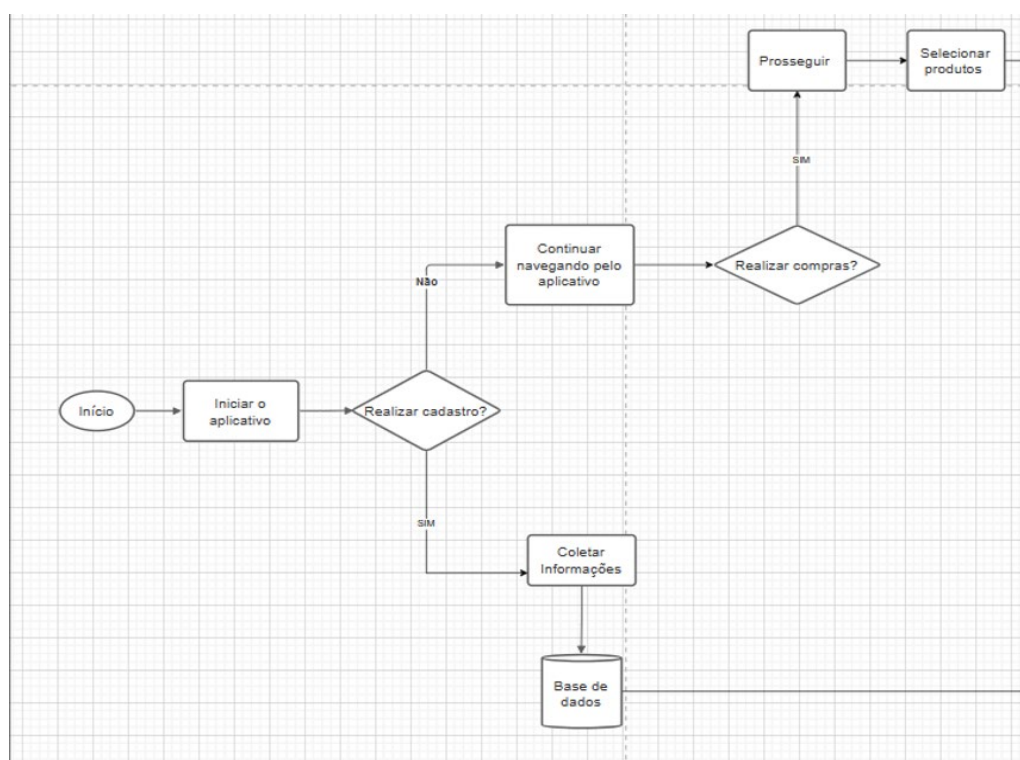 Prosseguir
Selecionar
produtos
SIM
Continuar
navegando pelo
aplicativo
Realizar compras?
Não
Início
Iniciar o
aplicativo
Realizar cadastro?
SIM
Coletar
Informações
Base de
dados